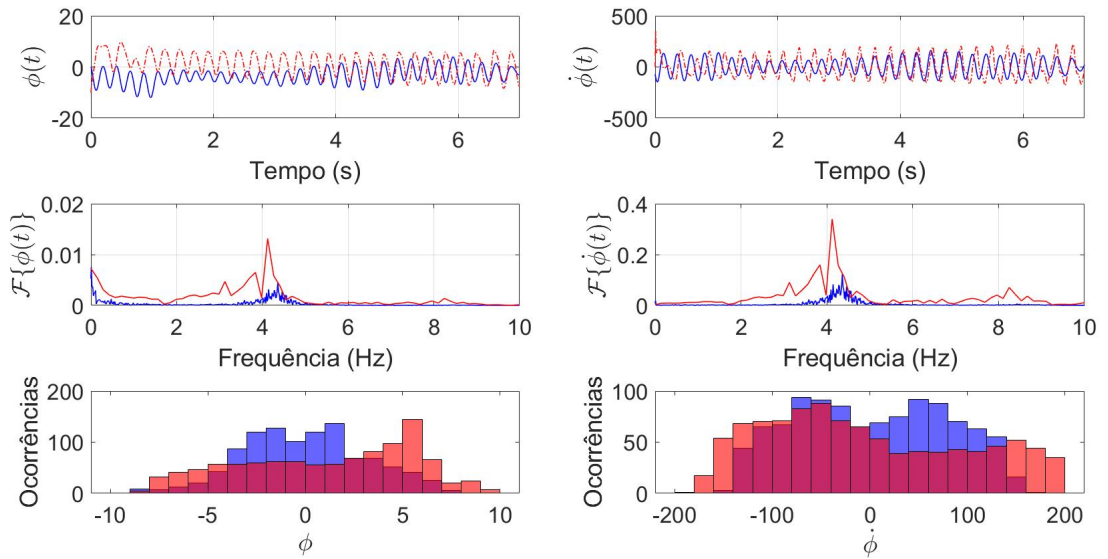 20
0
-20
ϕ(t)
0 2 4 6
Tempo (s)
500
0
-500
ϕ̇(t)
0 2 4 6
Tempo (s)
0.02
0.01
0
ℱ{ϕ(t)}
0 2 4 6 8 10
Frequência (Hz)
0.4
0.2
0
ℱ{ϕ̇(t)}
0 2 4 6 8 10
Frequência (Hz)
200
100
0
Ocorrências
-10 -5 0 5 10
ϕ
100
50
0
Ocorrências
-200 -100 0 100 200
ϕ̇